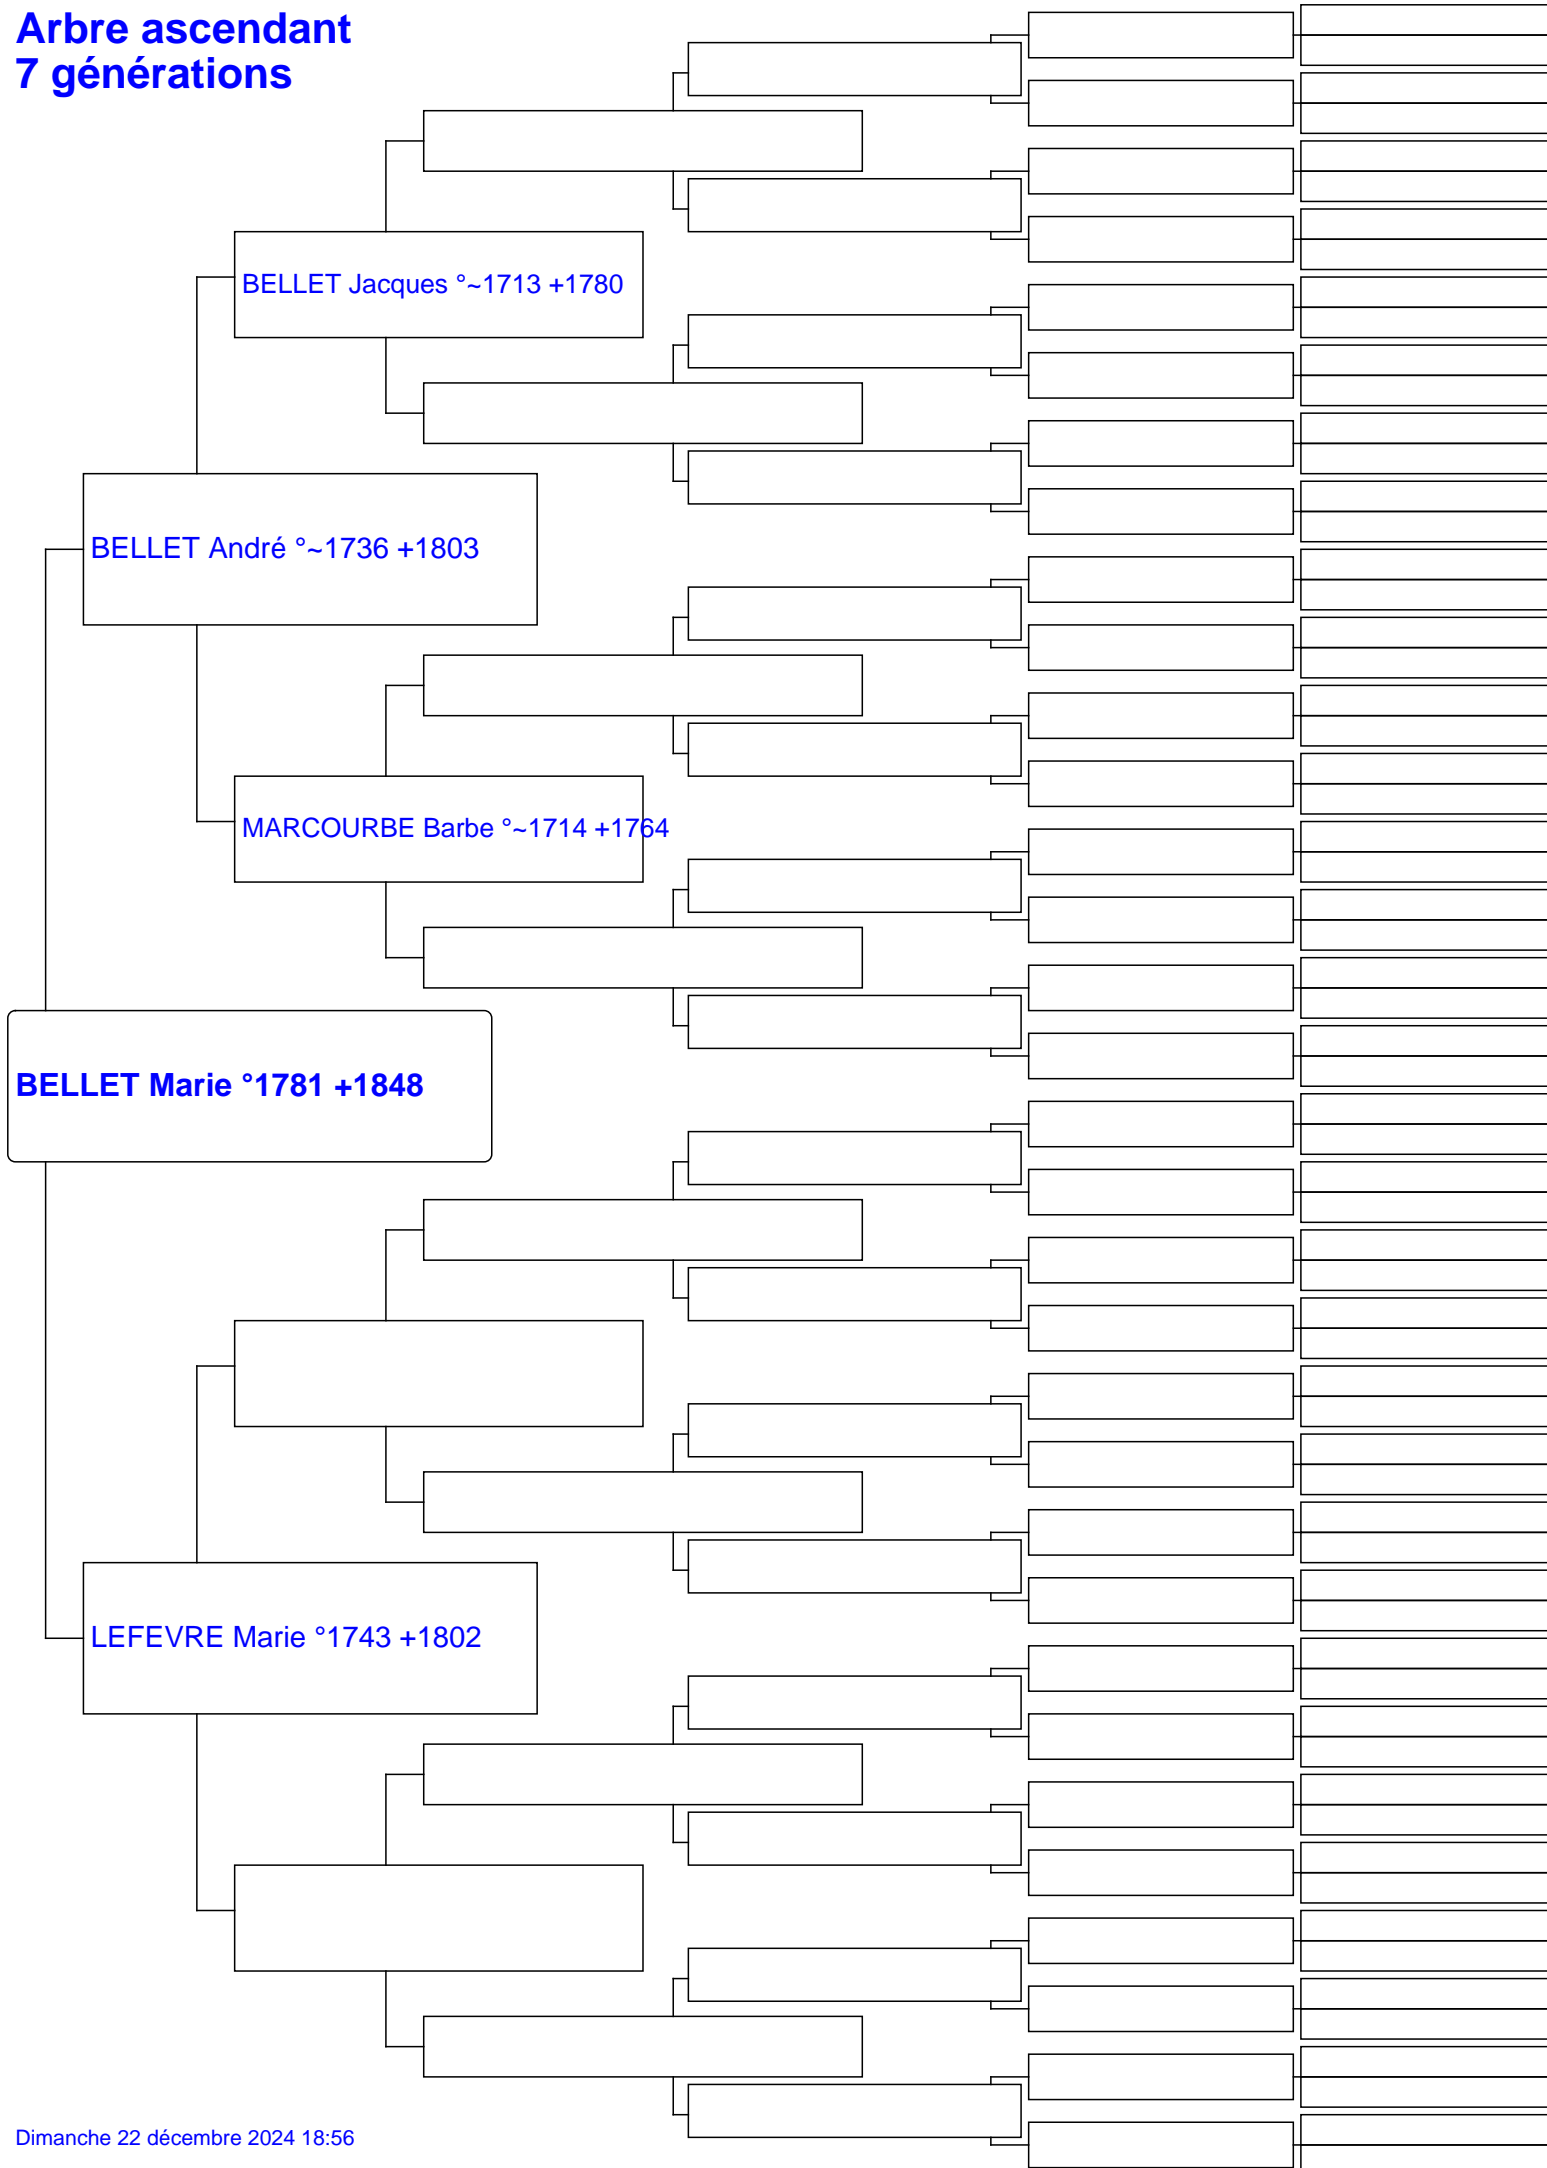 Arbre ascendant
7 générations
BELLET Jacques °~1713 +1780
BELLET André °~1736 +1803
MARCOURBE Barbe °~1714 +1764
BELLET Marie °1781 +1848
LEFEVRE Marie °1743 +1802
Dimanche 22 décembre 2024 18:56